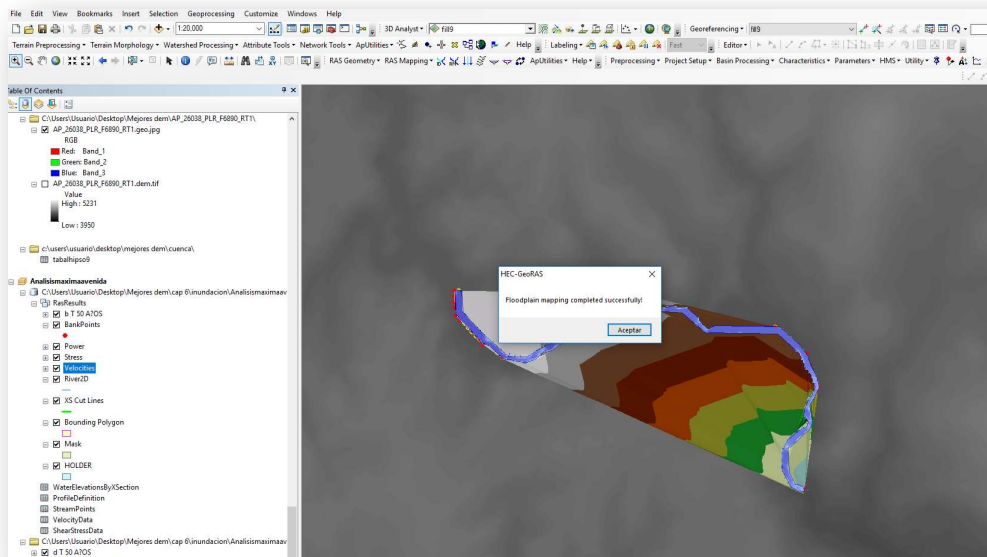 File Edit View Bookmarks Insert Selection Geoprocessing Customize Windows Help
1:20.000 3D Analyst fill9 Georeferencing fill9
Terrain Preprocessing Terrain Morphology Watershed Processing Attribute Tools Network Tools ApUtilities Help Labeling Fast Editor
RAS Geometry RAS Mapping ApUtilities Help Preprocessing Project Setup Basin Processing Characteristics Parameters HMS Utility
Table Of Contents
C:\Users\Usuario\Desktop\Mejores dem\AP_26038_PLR_F6890_RT1\
AP_26038_PLR_F6890_RT1.geo.jpg
RGB
Red: Band_1
Green: Band_2
Blue: Band_3
AP_26038_PLR_F6890_RT1.dem.tif
Value
High : 5231
Low : 3950
c:\users\usuario\desktop\mejores dem\cuenca\
tabalhipso9
Analisismaximaavenida
C:\Users\Usuario\Desktop\Mejores dem\cap 6\inundacion\Analisismaximaav
RasResults
b T 50 A?OS
BankPoints
Power
Stress
Velocities
River2D
XS Cut Lines
Bounding Polygon
Mask
HOLDER
WaterElevationsByXSection
ProfileDefinition
StreamPoints
VelocityData
ShearStressData
C:\Users\Usuario\Desktop\Mejores dem\cap 6\inundacion\Analisismaximaav
d T 50 A?OS
HEC-GeoRAS
Floodplain mapping completed successfully!
Aceptar